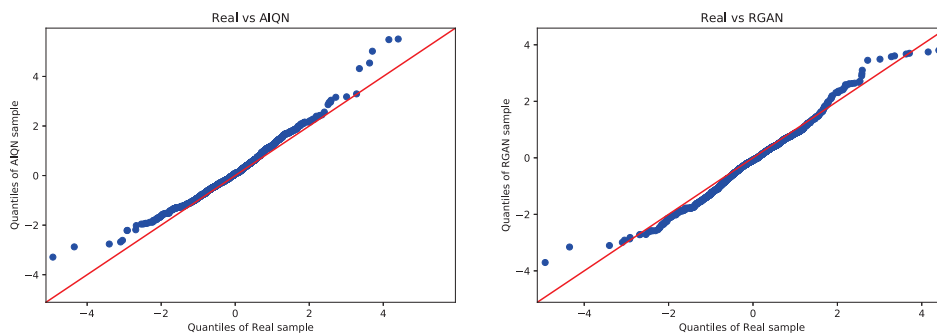 Real vs AIQN
Quantiles of AIQN sample
4
2
0
−2
−4
−4 −2 0 2 4
Quantiles of Real sample
Real vs RGAN
Quantiles of RGAN sample
4
2
0
−2
−4
−4 −2 0 2 4
Quantiles of Real sample